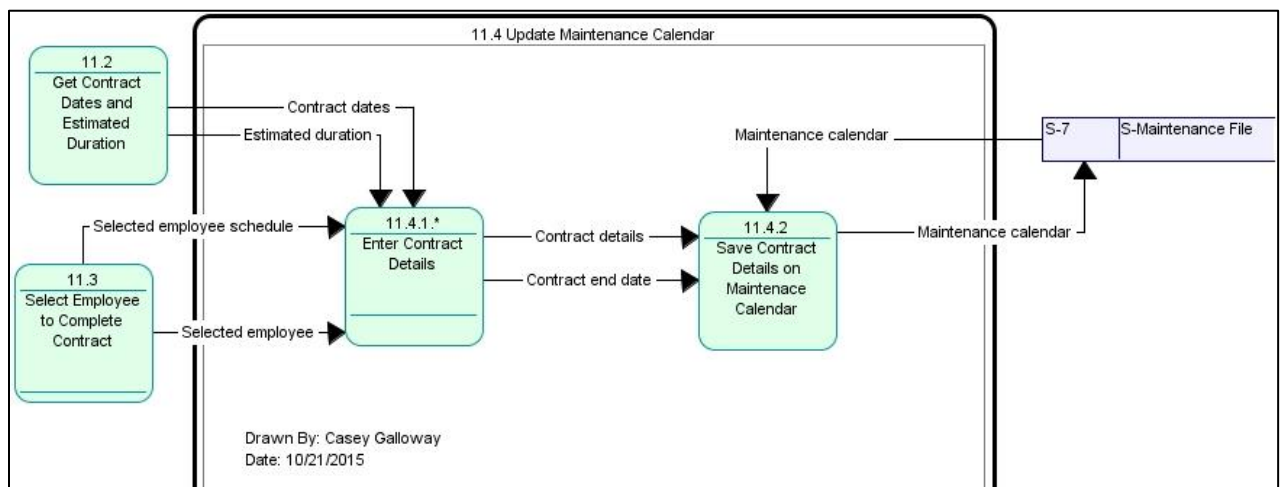 11.4 Update Maintenance Calendar
11.2
Get Contract
Dates and
Estimated
Duration
Contract dates
Estimated duration
Maintenance calendar
S-7
S-Maintenance File
Selected employee schedule
11.4.1.*
Enter Contract
Details
Contract details
Contract end date
11.4.2
Save Contract
Details on
Maintenace
Calendar
Maintenance calendar
11.3
Select Employee
to Complete
Contract
Selected employee
Drawn By: Casey Galloway
Date: 10/21/2015